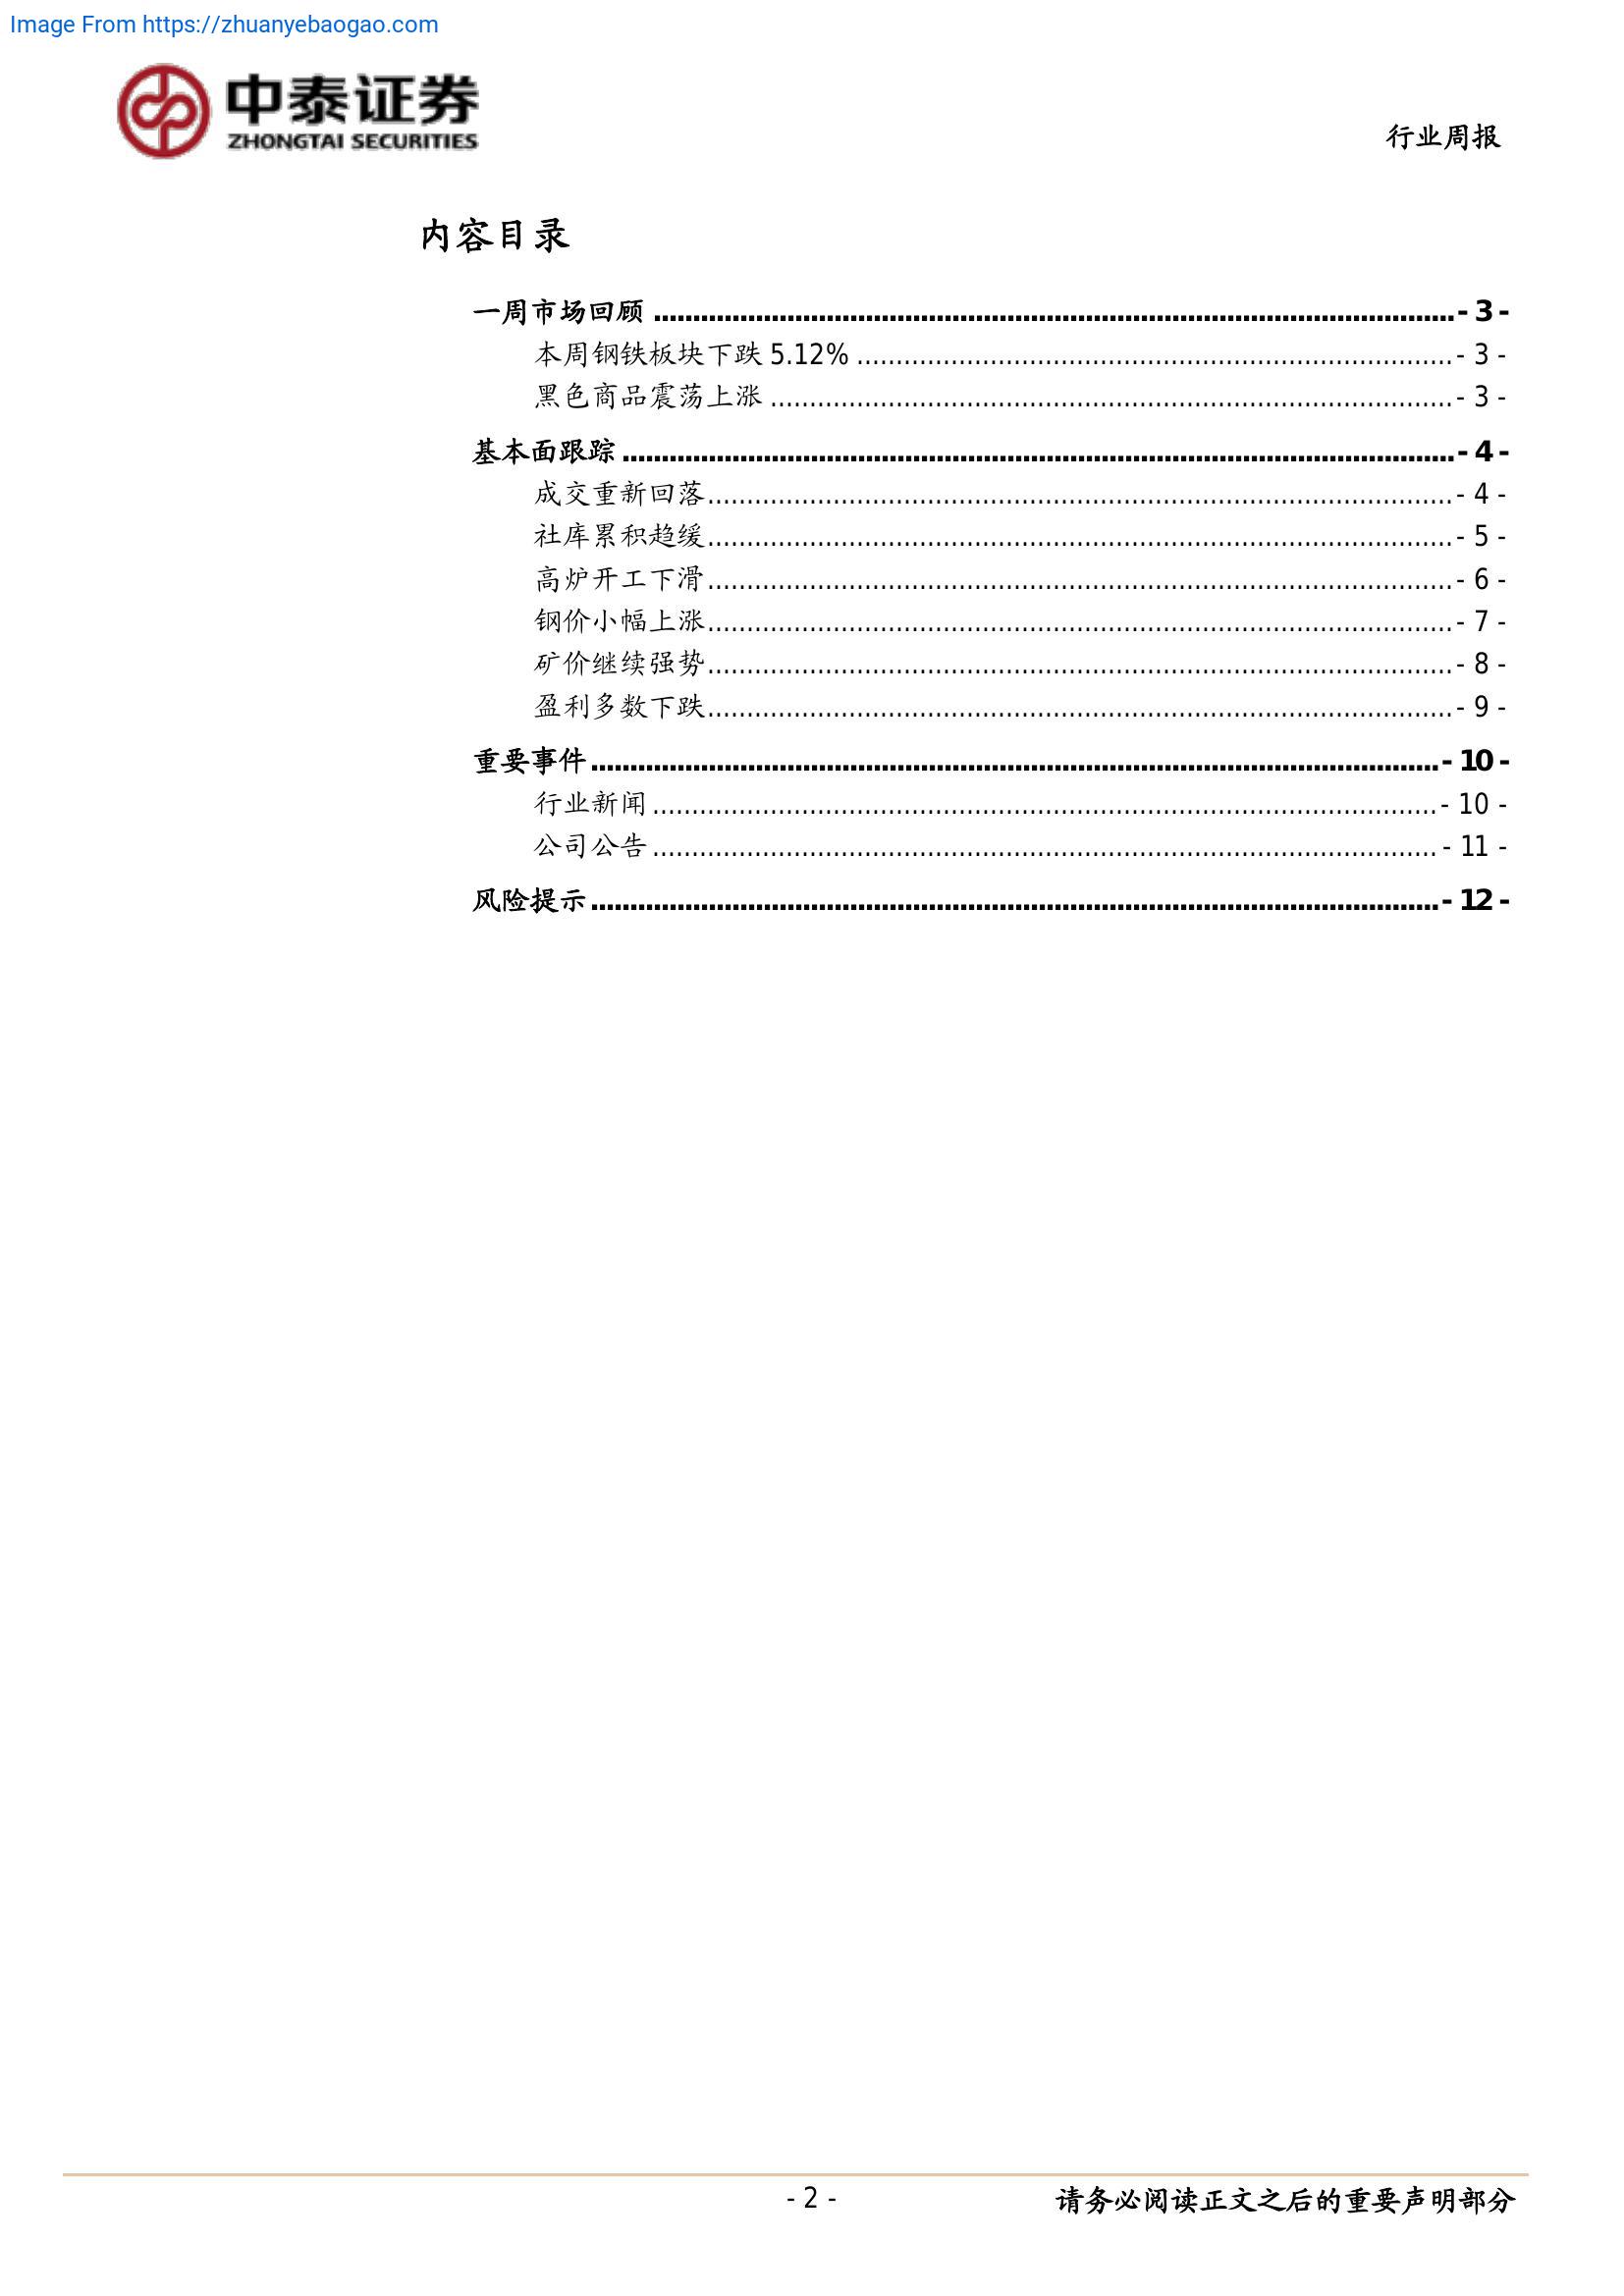 Image From https://zhuanyebaogao.com
中泰证券
ZHONGTAI SECURITIES
行业周报
内容目录
一周市场回顾 ................................................................ - 3 -
本周钢铁板块下跌 5.12% ................................................................ - 3 -
黑色商品震荡上涨 ................................................................ - 3 -
基本面跟踪 ................................................................ - 4 -
成交重新回落 ................................................................ - 4 -
社库累积趋缓 ................................................................ - 5 -
高炉开工下滑 ................................................................ - 6 -
钢价小幅上涨 ................................................................ - 7 -
矿价继续强势 ................................................................ - 8 -
盈利多数下跌 ................................................................ - 9 -
重要事件 ................................................................ - 10 -
行业新闻 ................................................................ - 10 -
公司公告 ................................................................ - 11 -
风险提示 ................................................................ - 12 -
- 2 -
请务必阅读正文之后的重要声明部分